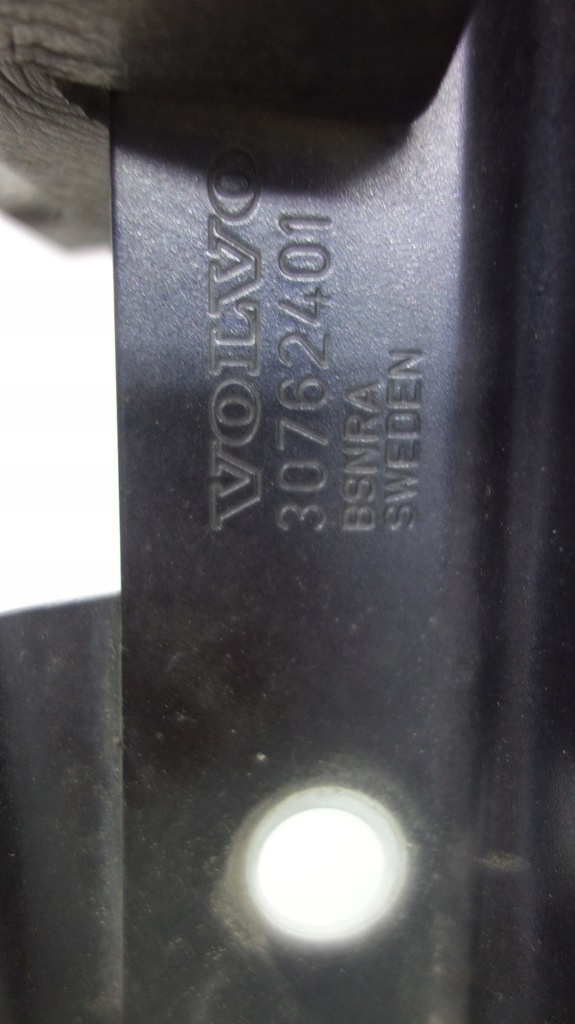 VOLVO
30762401
BSNRA
SWEDEN